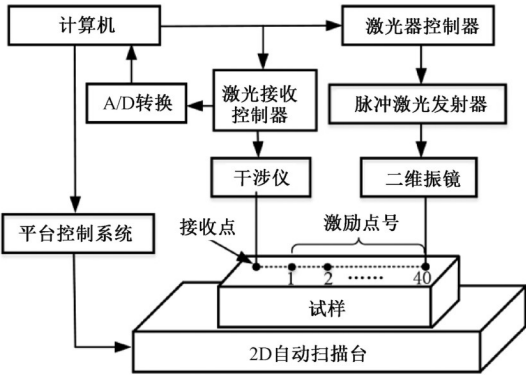 计算机
激光器控制器
A/D转换
激光接收
控制器
脉冲激光发射器
干涉仪
二维振镜
平台控制系统
接收点
激励点号
1 2 …… 40
试样
2D自动扫描台